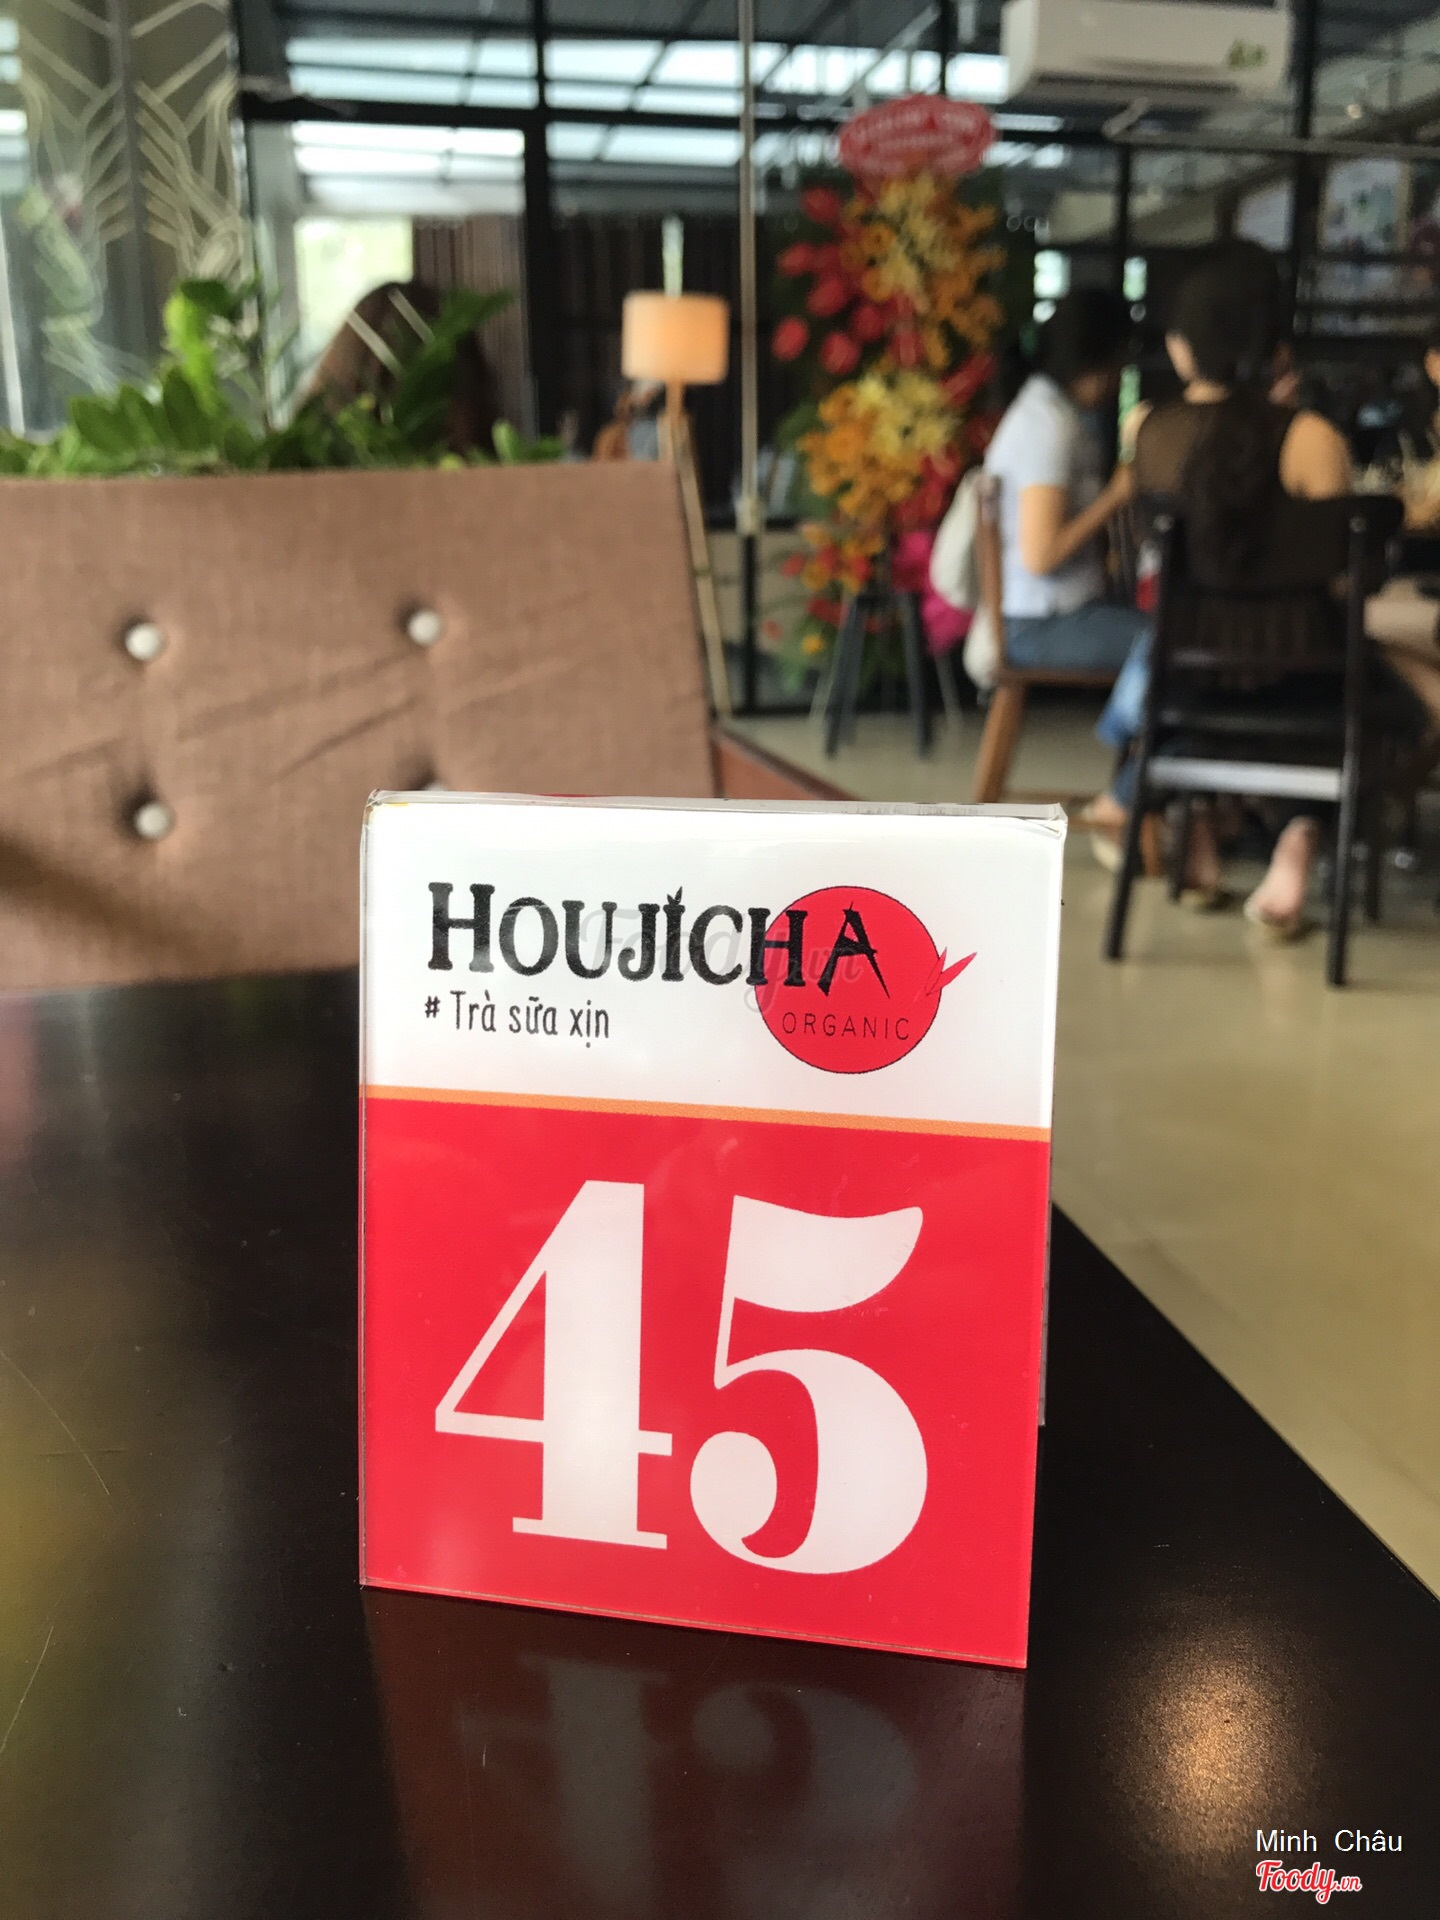 HOUJICHA
# Trà sữa xịn
ORGANIC
45
Minh Châu
Foody.vn